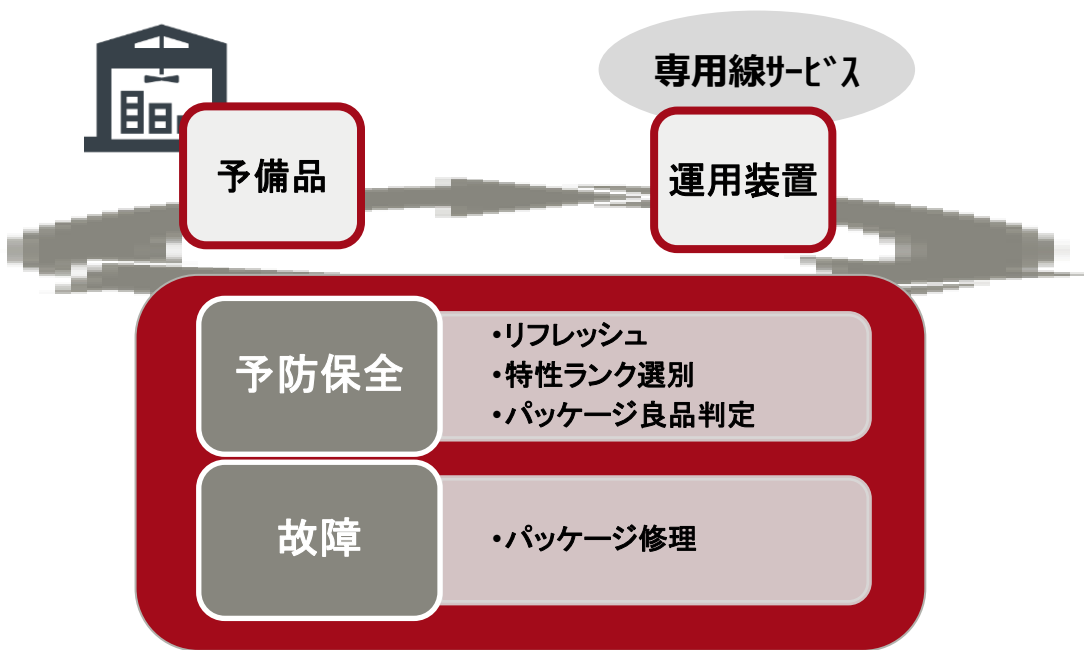 専用線ｻｰﾋﾞｽ
予備品
運用装置
予防保全
・リフレッシュ
・特性ランク選別
・パッケージ良品判定
故障
・パッケージ修理